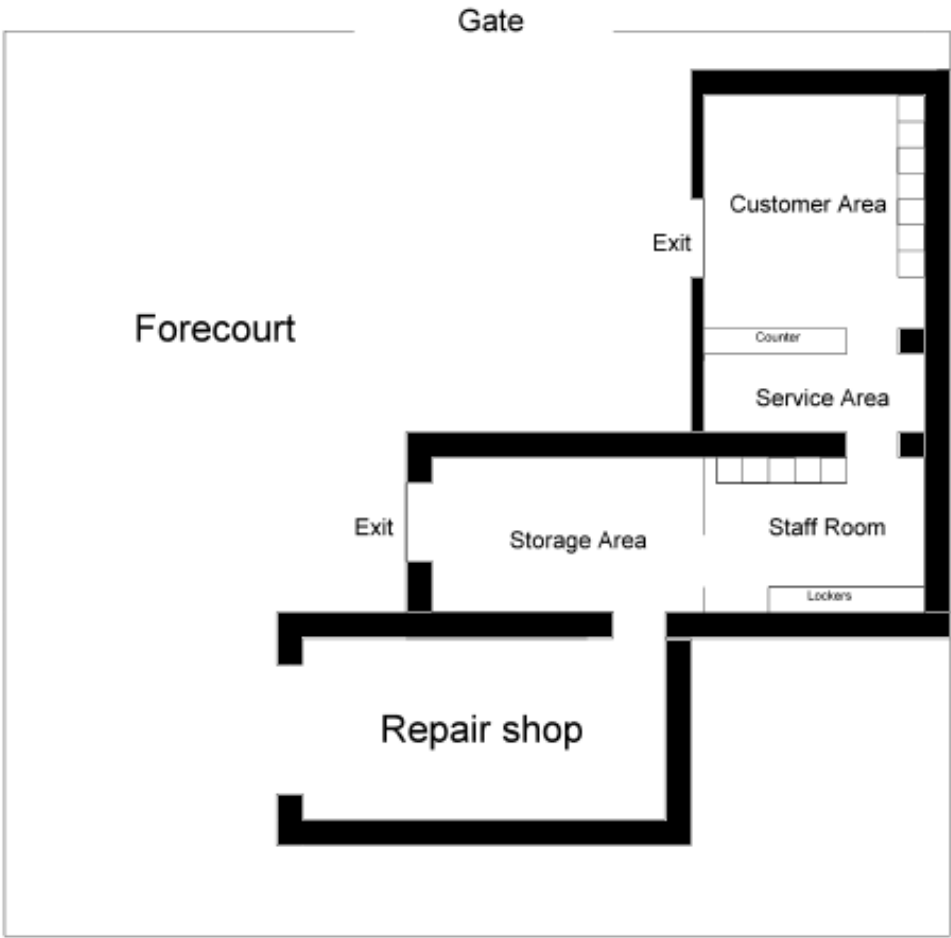 Gate
Customer Area
Exit
Forecourt
Counter
Service Area
Exit
Storage Area
Staff Room
Lockers
Repair shop